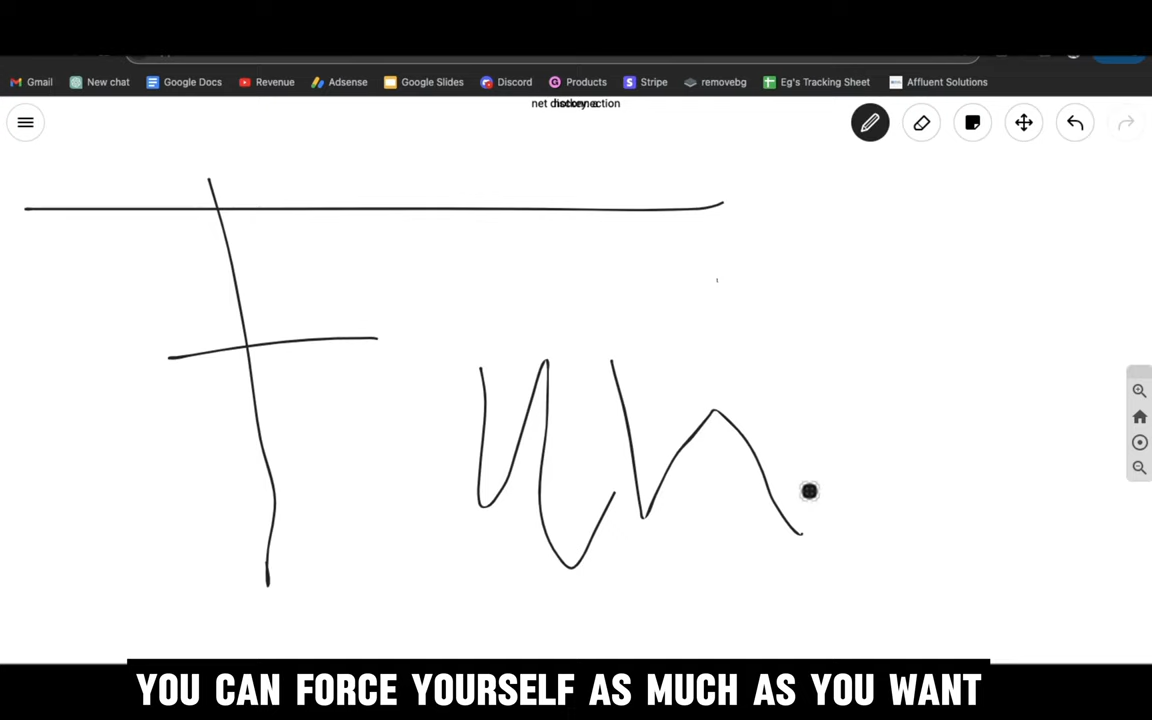 Gmail New chat Google Docs Revenue Adsense Google Slides Discord Products Stripe removebg Eg's Tracking Sheet Affluent Solutions
Fun
YOU CAN FORCE YOURSELF AS MUCH AS YOU WANT